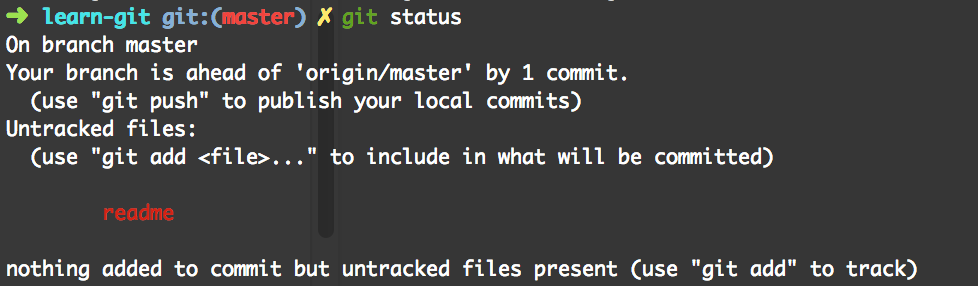 ➜ learn-git git:(master) ✗ git status
On branch master
Your branch is ahead of 'origin/master' by 1 commit.
  (use "git push" to publish your local commits)
Untracked files:
  (use "git add <file>..." to include in what will be committed)
        readme
nothing added to commit but untracked files present (use "git add" to track)